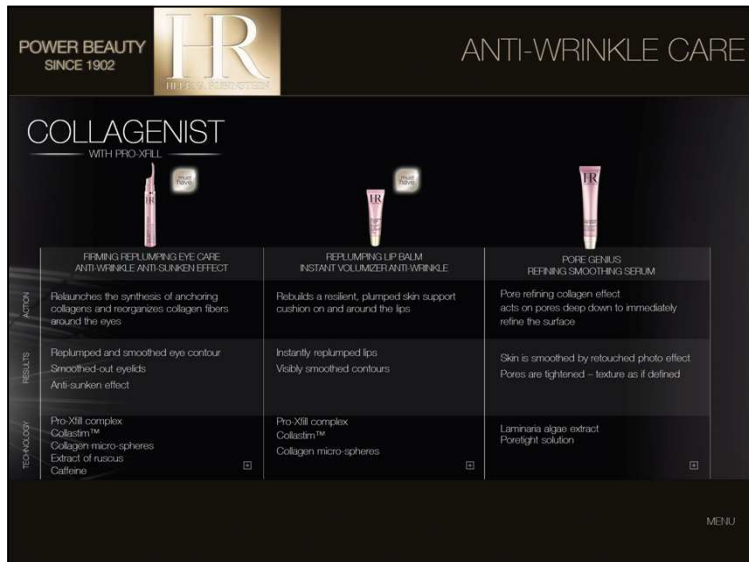 POWER BEAUTY
SINCE 1902
HR
HELENA RUBINSTEIN
ANTI-WRINKLE CARE
COLLAGENIST
WITH PRO-XFILL
must
have
must
have
HR
HR
HR
FIRMING REPLUMPING EYE CARE
ANTI-WRINKLE ANTI-SUNKEN EFFECT
REPLUMPING LIP BALM
INSTANT VOLUMIZER ANTI-WRINKLE
PORE GENIUS
REFINING SMOOTHING SERUM
ACTION
Relaunches the synthesis of anchoring
collagens and reorganizes collagen fibers
around the eyes
Rebuilds a resilient, plumped skin support
cushion on and around the lips
Pore refining collagen effect
acts on pores deep down to immediately
refine the surface
RESULTS
Replumped and smoothed eye contour
Smoothed-out eyelids
Anti-sunken effect
Instantly replumped lips
Visibly smoothed contours
Skin is smoothed by retouched photo effect
Pores are tightened – texture as if defined
TECHNOLOGY
Pro-Xfill complex
Collastim™
Collagen micro-spheres
Extract of ruscus
Caffeine
Pro-Xfill complex
Collastim™
Collagen micro-spheres
Laminaria algae extract
Poretight solution
MENU